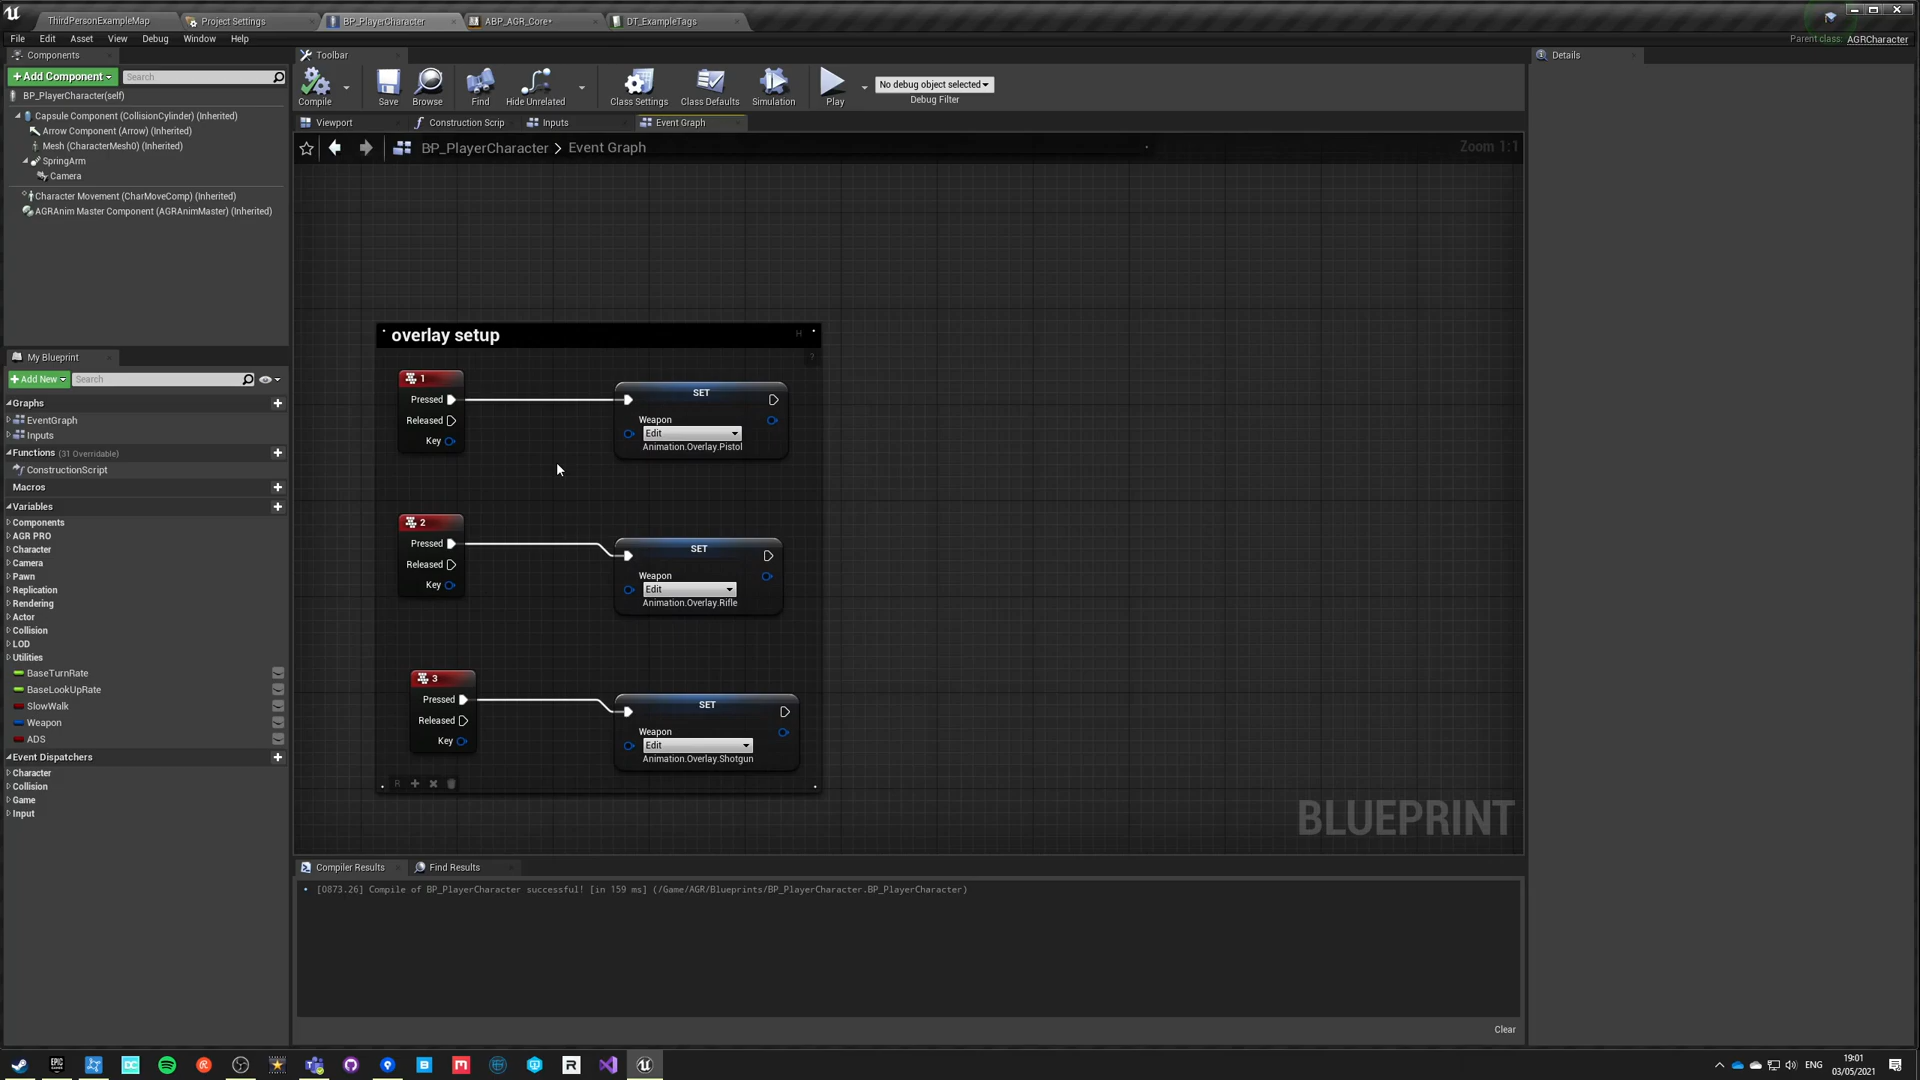 ThirdPersonExampleMap
Project Settings
BP_PlayerCharacter
ABP_AGR_Core*
DT_ExampleTags
File Edit Asset View Debug Window Help
Parent class: AGRCharacter
Components
Toolbar
Details
+Add Component
Search
Compile
Save
Browse
Find
Hide Unrelated
Class Settings
Class Defaults
Simulation
Play
No debug object selected
Debug Filter
BP_PlayerCharacter(self)
Capsule Component (CollisionCylinder) (Inherited)
Arrow Component (Arrow) (Inherited)
Mesh (CharacterMesh0) (Inherited)
SpringArm
Camera
Character Movement (CharMoveComp) (Inherited)
AGRAnim Master Component (AGRAnimMaster) (Inherited)
Viewport
Construction Scrip
Inputs
Event Graph
BP_PlayerCharacter > Event Graph
Zoom 1:1
My Blueprint
+Add New
Search
Graphs
EventGraph
Inputs
Functions (31 Overridable)
ConstructionScript
Macros
Variables
Components
AGR PRO
Character
Camera
Pawn
Replication
Rendering
Actor
Collision
LOD
Utilities
BaseTurnRate
BaseLookUpRate
SlowWalk
Weapon
ADS
Event Dispatchers
Character
Collision
Game
Input
overlay setup
H
?
1
Pressed
Released
Key
SET
Weapon
Edit
Animation.Overlay.Pistol
2
Pressed
Released
Key
SET
Weapon
Edit
Animation.Overlay.Rifle
3
Pressed
Released
Key
SET
Weapon
Edit
Animation.Overlay.Shotgun
R
BLUEPRINT
Compiler Results
Find Results
[0873.26] Compile of BP_PlayerCharacter successful! [in 159 ms] (/Game/AGR/Blueprints/BP_PlayerCharacter.BP_PlayerCharacter)
Clear
ENG
19:01
03/05/2021